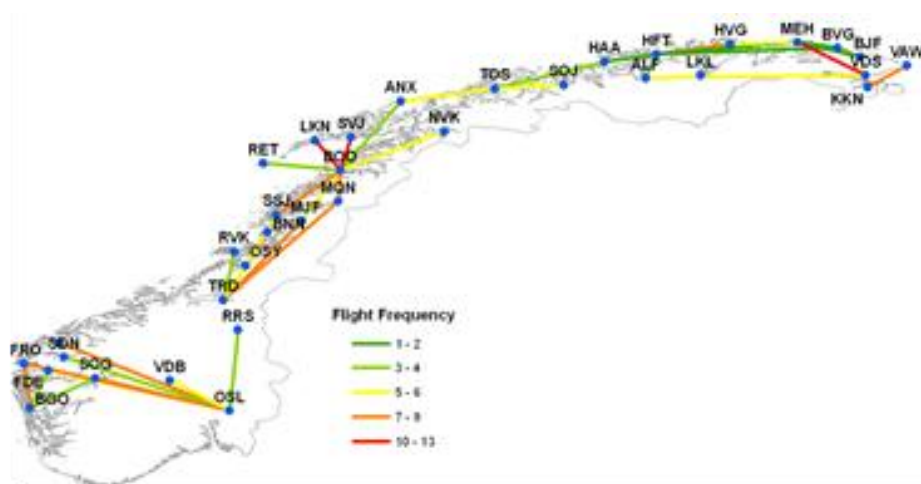 HVG
MEH
BVG
BJF
HFT
HAA
VAW
VDS
ALF
LKL
TDS
SOJ
KKN
ANX
NVK
LKN
SVJ
RET
BOO
MQN
SSJ
MJF
BNN
RVK
OSY
TRD
RRS
Flight Frequency
1 - 2
3 - 4
5 - 6
7 - 8
10 - 13
SDN
FRO
SOG
VDB
FDE
BGO
OSL